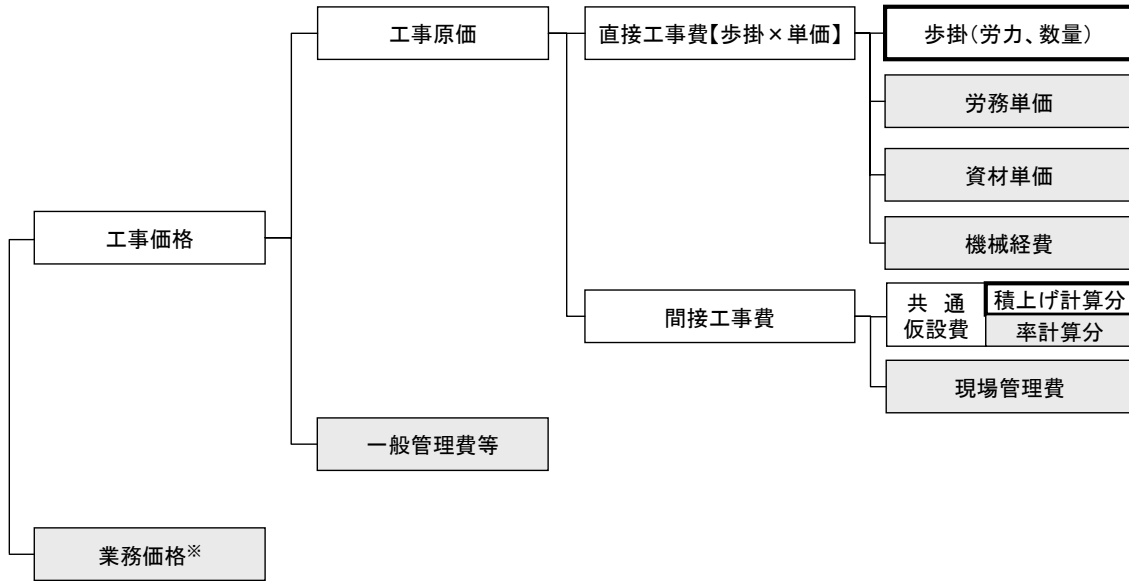 工事原価
直接工事費【歩掛×単価】
歩掛(労力、数量)
労務単価
資材単価
工事価格
機械経費
間接工事費
共通
仮設費
積上げ計算分
率計算分
現場管理費
一般管理費等
業務価格※